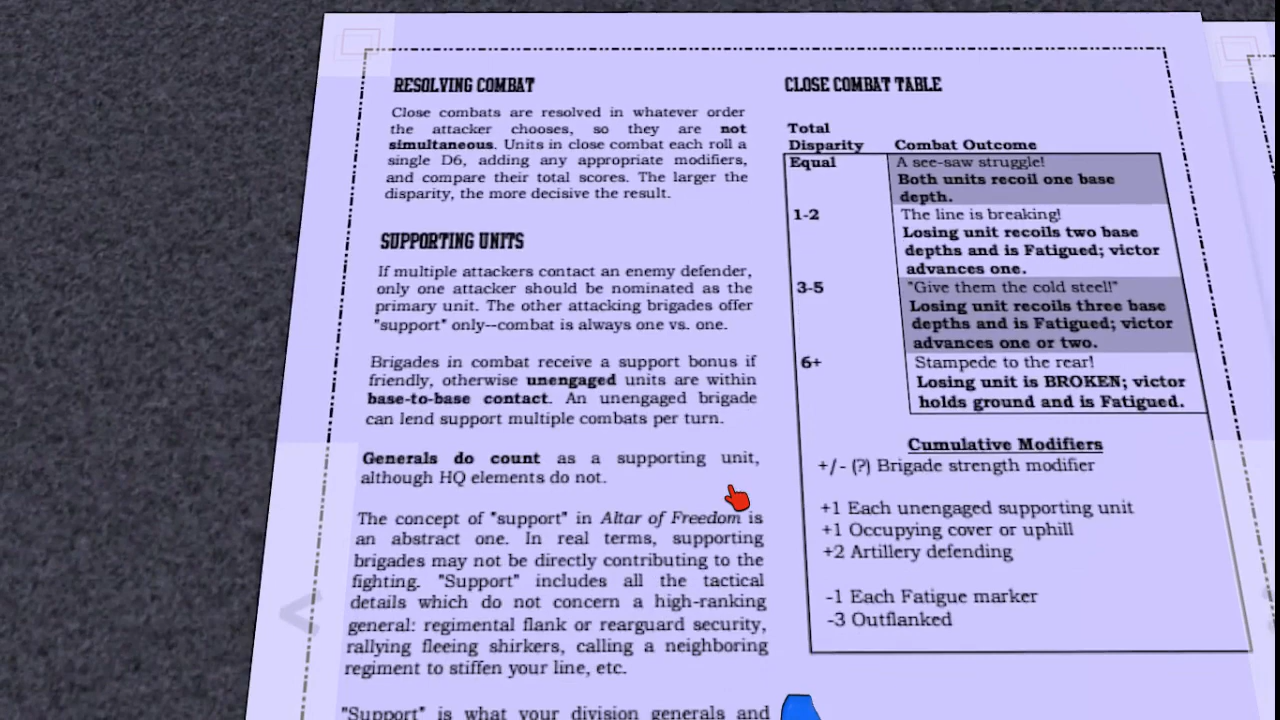 RESOLVING COMBAT
Close combats are resolved in whatever order
the attacker chooses, so they are not
simultaneous. Units in close combat each roll a
single D6, adding any appropriate modifiers,
and compare their total scores. The larger the
disparity, the more decisive the result.
SUPPORTING UNITS
If multiple attackers contact an enemy defender,
only one attacker should be nominated as the
primary unit. The other attacking brigades offer
"support" only--combat is always one vs. one.
Brigades in combat receive a support bonus if
friendly, otherwise unengaged units are within
base-to-base contact. An unengaged brigade
can lend support multiple combats per turn.
Generals do count as a supporting unit,
although HQ elements do not.
The concept of "support" in Altar of Freedom is
an abstract one. In real terms, supporting
brigades may not be directly contributing to the
fighting. "Support" includes all the tactical
details which do not concern a high-ranking
general: regimental flank or rearguard security,
rallying fleeing shirkers, calling a neighboring
regiment to stiffen your line, etc.
"Support" is what your division generals and
CLOSE COMBAT TABLE
Total
Disparity Combat Outcome
Equal A see-saw struggle!
Both units recoil one base
depth.
1-2 The line is breaking!
Losing unit recoils two base
depths and is Fatigued; victor
advances one.
3-5 "Give them the cold steel!"
Losing unit recoils three base
depths and is Fatigued; victor
advances one or two.
6+ Stampede to the rear!
Losing unit is BROKEN; victor
holds ground and is Fatigued.
Cumulative Modifiers
+/- (?) Brigade strength modifier
+1 Each unengaged supporting unit
+1 Occupying cover or uphill
+2 Artillery defending
-1 Each Fatigue marker
-3 Outflanked